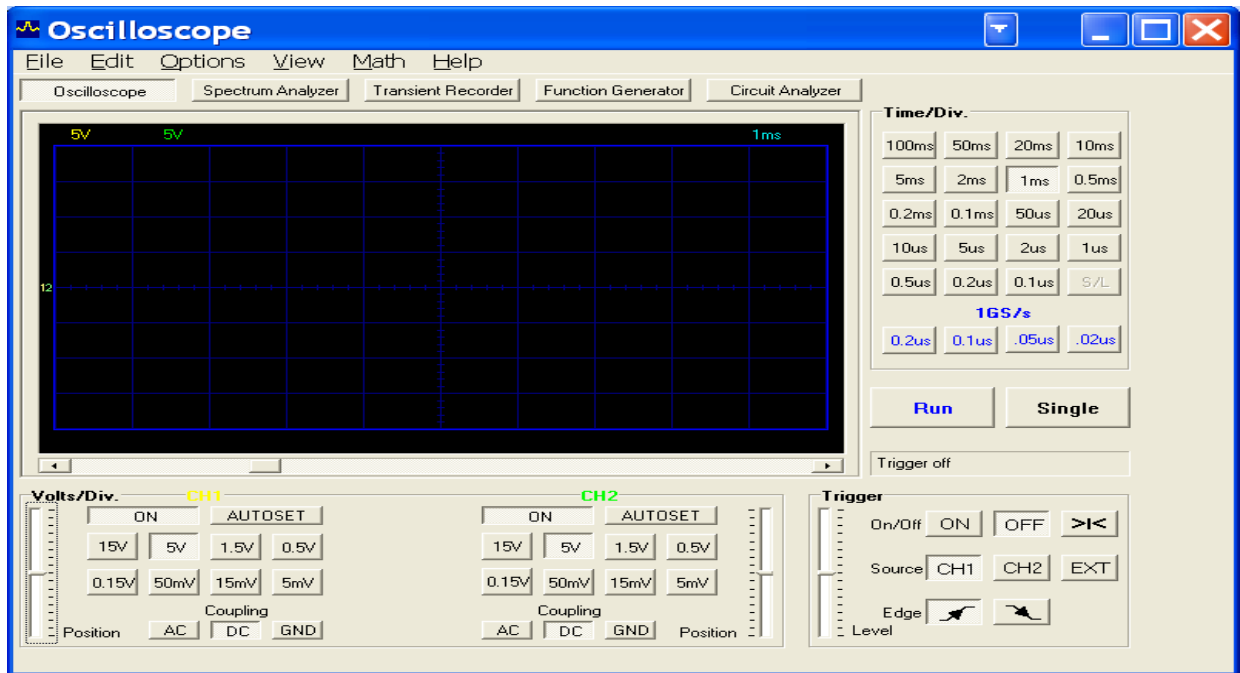 Oscilloscope
File Edit Options View Math Help
Oscilloscope Spectrum Analyzer Transient Recorder Function Generator Circuit Analyzer
5V 5V 1ms
12
Time/Div.
100ms 50ms 20ms 10ms
5ms 2ms 1ms 0.5ms
0.2ms 0.1ms 50us 20us
10us 5us 2us 1us
0.5us 0.2us 0.1us S/L
1GS/s
0.2us 0.1us .05us .02us
Run Single
Trigger off
Volts/Div. CH1
ON AUTOSET
15V 5V 1.5V 0.5V
0.15V 50mV 15mV 5mV
Coupling
Position AC DC GND
CH2
ON AUTOSET
15V 5V 1.5V 0.5V
0.15V 50mV 15mV 5mV
Coupling
AC DC GND Position
Trigger
On/Off ON OFF >I<
Source CH1 CH2 EXT
Edge
Level